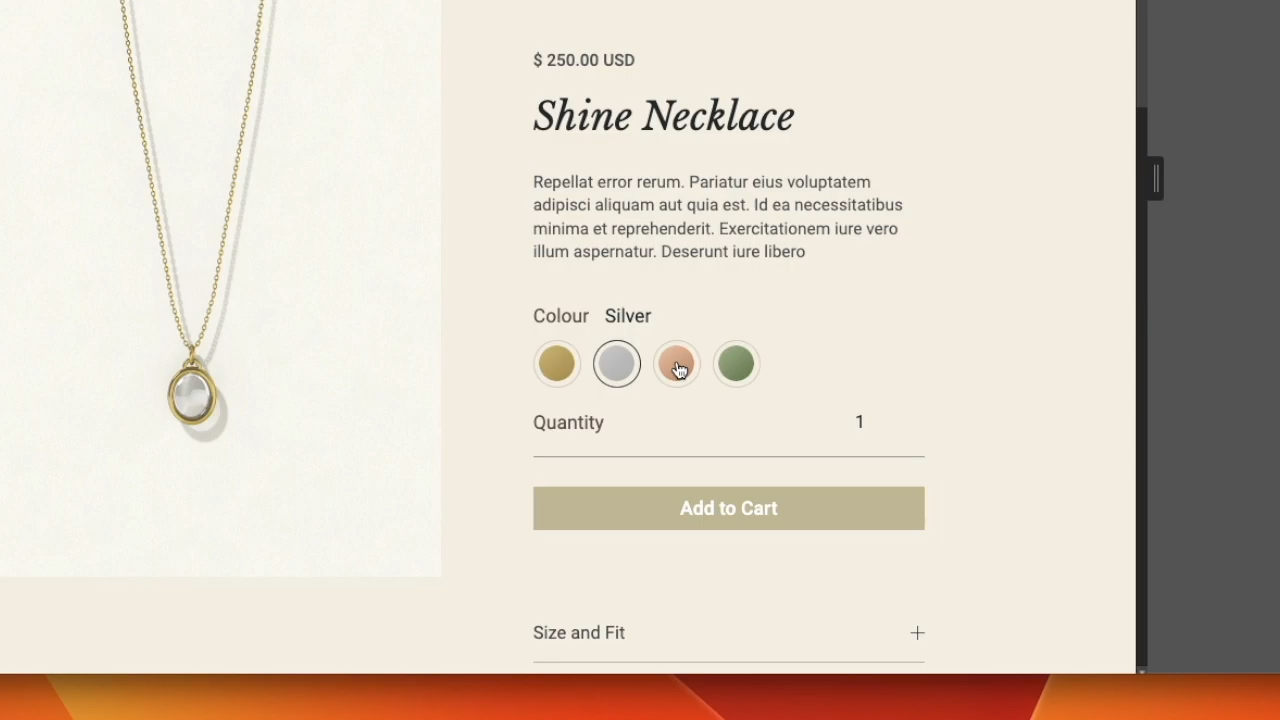 $ 250.00 USD
Shine Necklace
Repellat error rerum. Pariatur eius voluptatem
adipisci aliquam aut quia est. Id ea necessitatibus
minima et reprehenderit. Exercitationem iure vero
illum aspernatur. Deserunt iure libero
Colour Silver
Quantity 1
Add to Cart
Size and Fit +